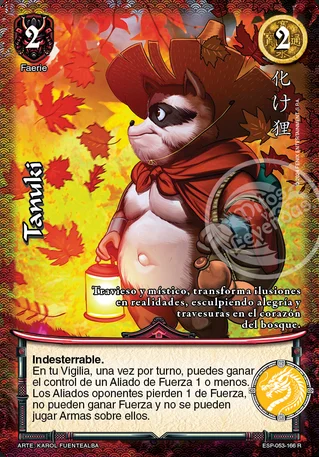 2
2
Faerie
化け狸
Tanuki
Mitos y Leyendas
Travieso y místico, transforma ilusiones
en realidades, esculpiendo alegría y
travesuras en el corazón
del bosque.
Indesterrable.
En tu Vigilia, una vez por turno, puedes ganar
el control de un Aliado de Fuerza 1 o menos.
Los Aliados oponentes pierden 1 de Fuerza,
no pueden ganar Fuerza y no se pueden
jugar Armas sobre ellos.
ARTE: KAROL FUENTEALBA
ESP-053-166 R